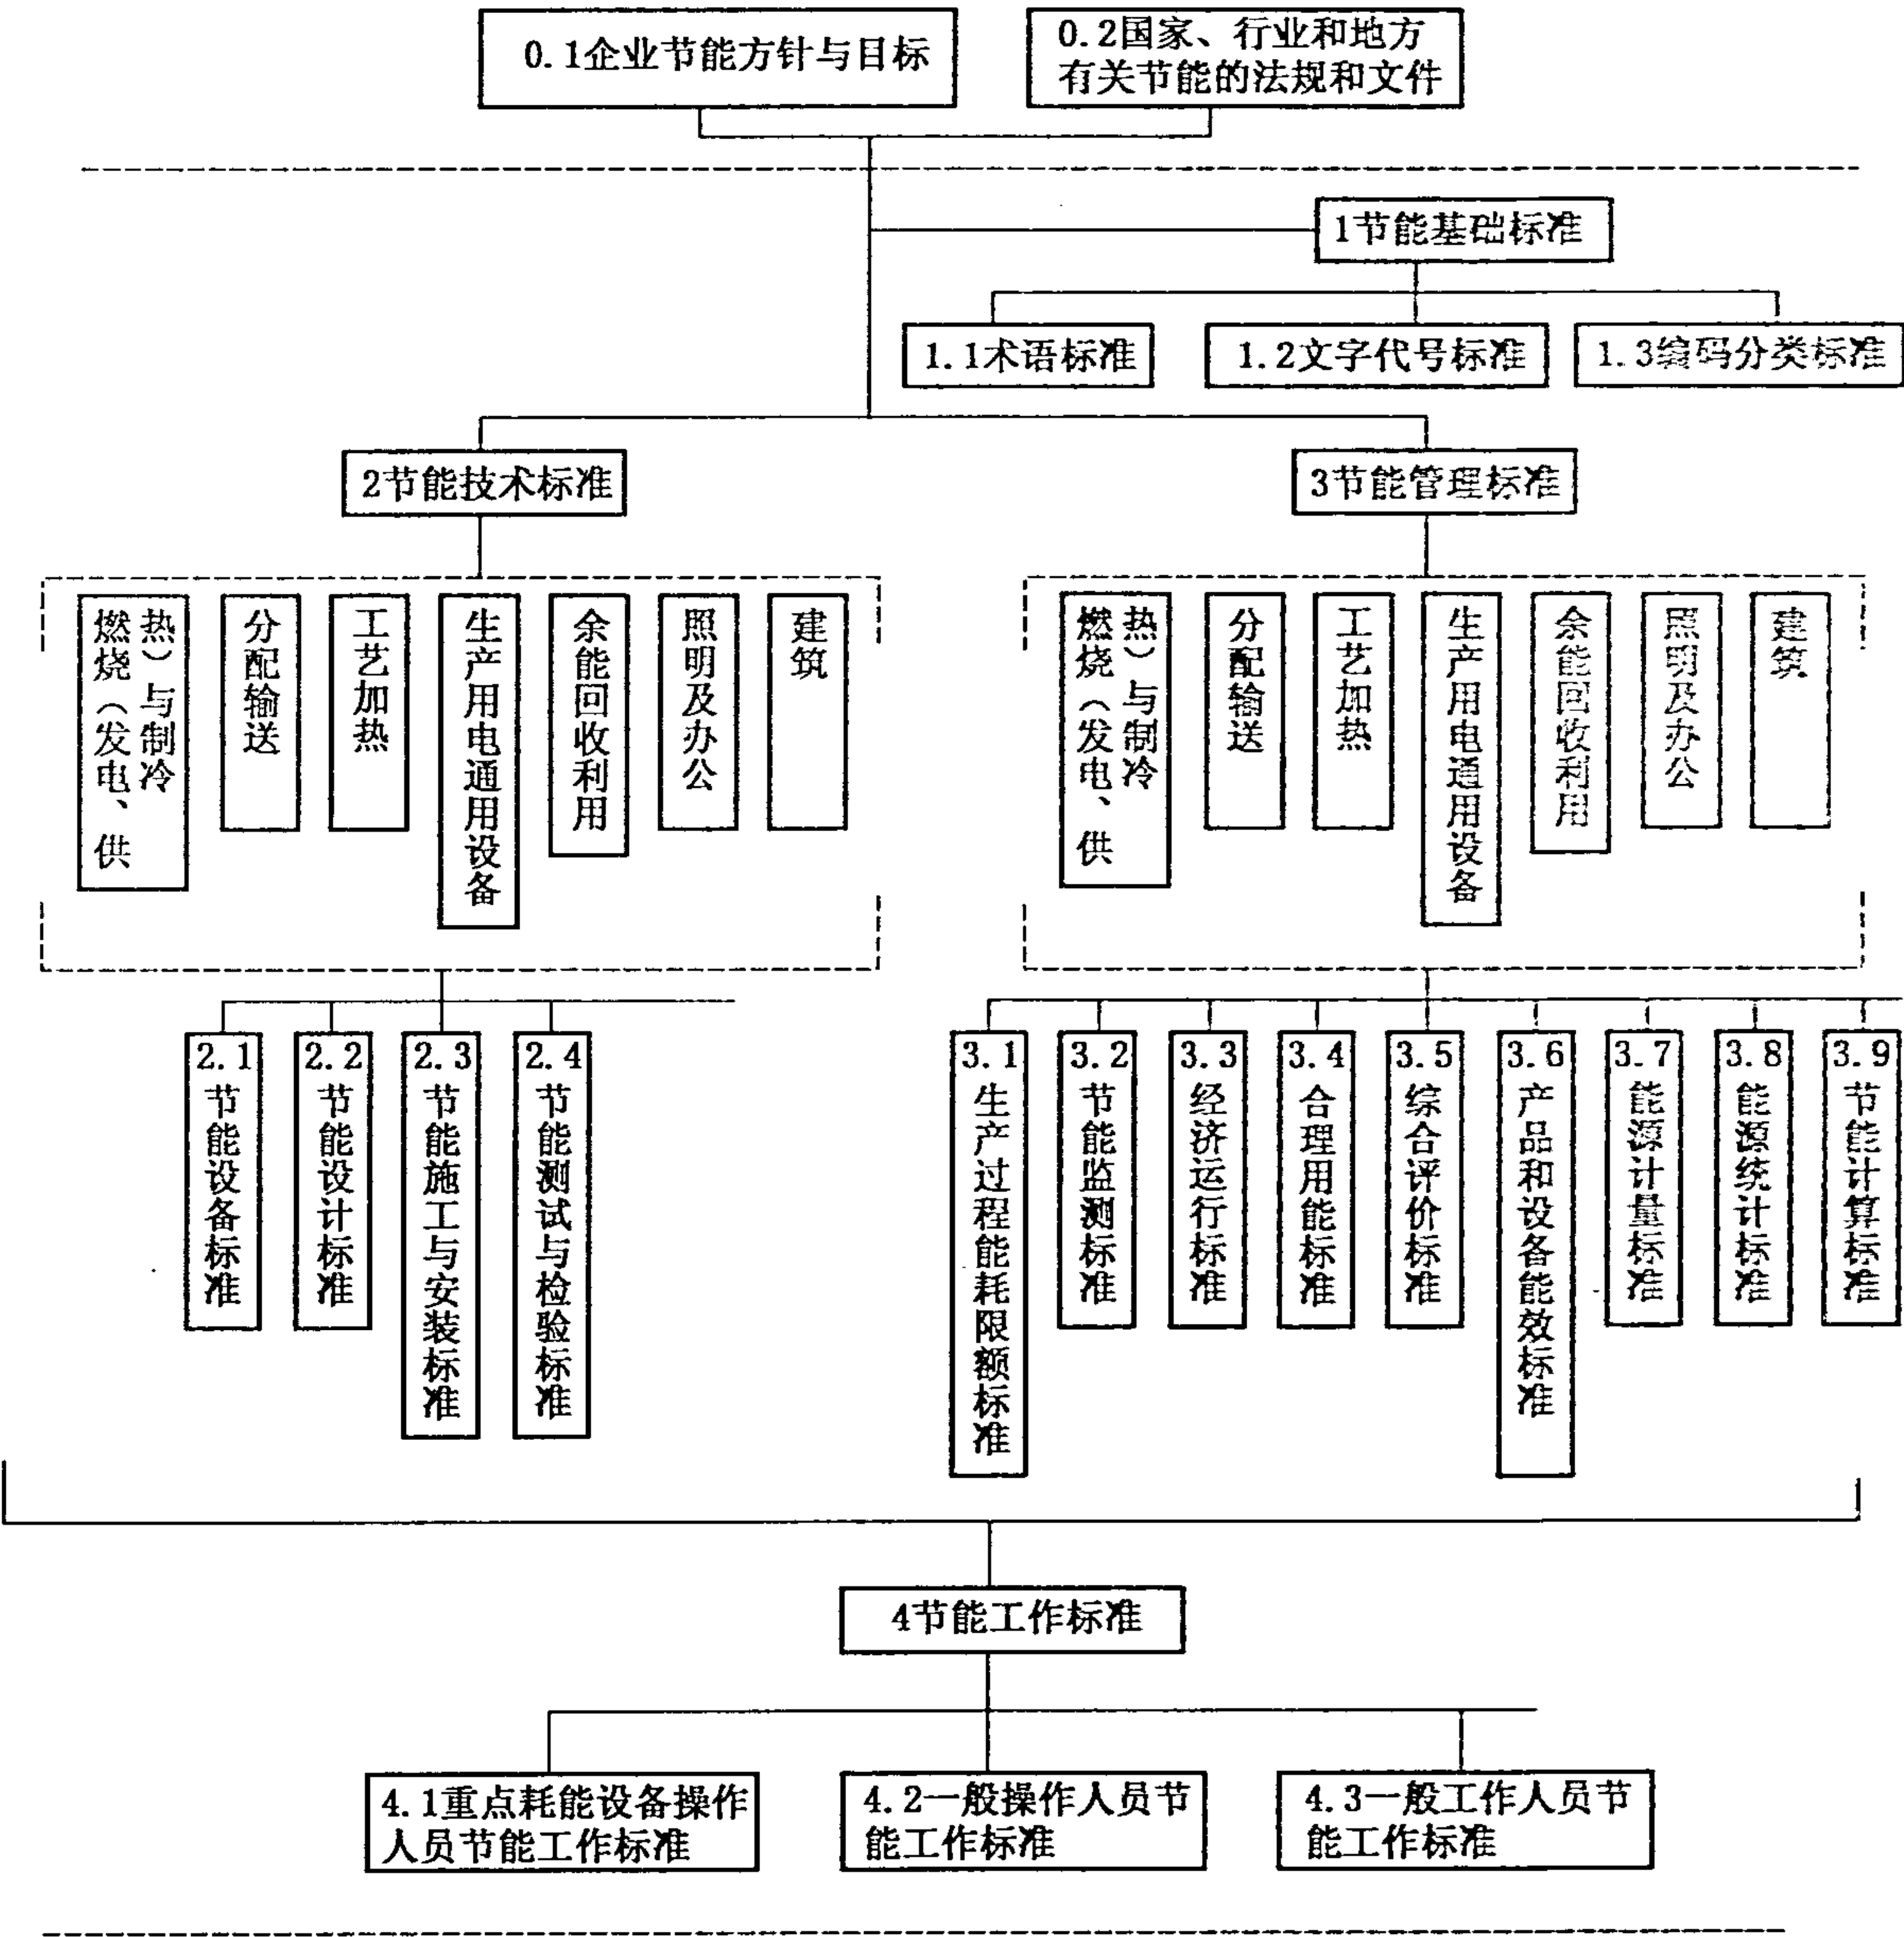 0.1企业节能方针与目标
0.2国家、行业和地方
有关节能的法规和文件
1节能基础标准
1.1术语标准
1.2文字代号标准
1.3编码分类标准
2节能技术标准
3节能管理标准
燃烧（发电、供
热）与制冷
分配输送
工艺加热
生产用电通用设备
余能回收利用
照明及办公
建筑
燃烧（发电、供
热）与制冷
分配输送
工艺加热
生产用电通用设备
余能回收利用
照明及办公
建筑
2.1
节能设备标准
2.2
节能设计标准
2.3
节能施工与安装标准
2.4
节能测试与检验标准
3.1
生产过程能耗限额标准
3.2
节能监测标准
3.3
经济运行标准
3.4
合理用能标准
3.5
综合评价标准
3.6
产品和设备能效标准
3.7
能源计量标准
3.8
能源统计标准
3.9
节能计算标准
4节能工作标准
4.1重点耗能设备操作
人员节能工作标准
4.2一般操作人员节
能工作标准
4.3一般工作人员节
能工作标准